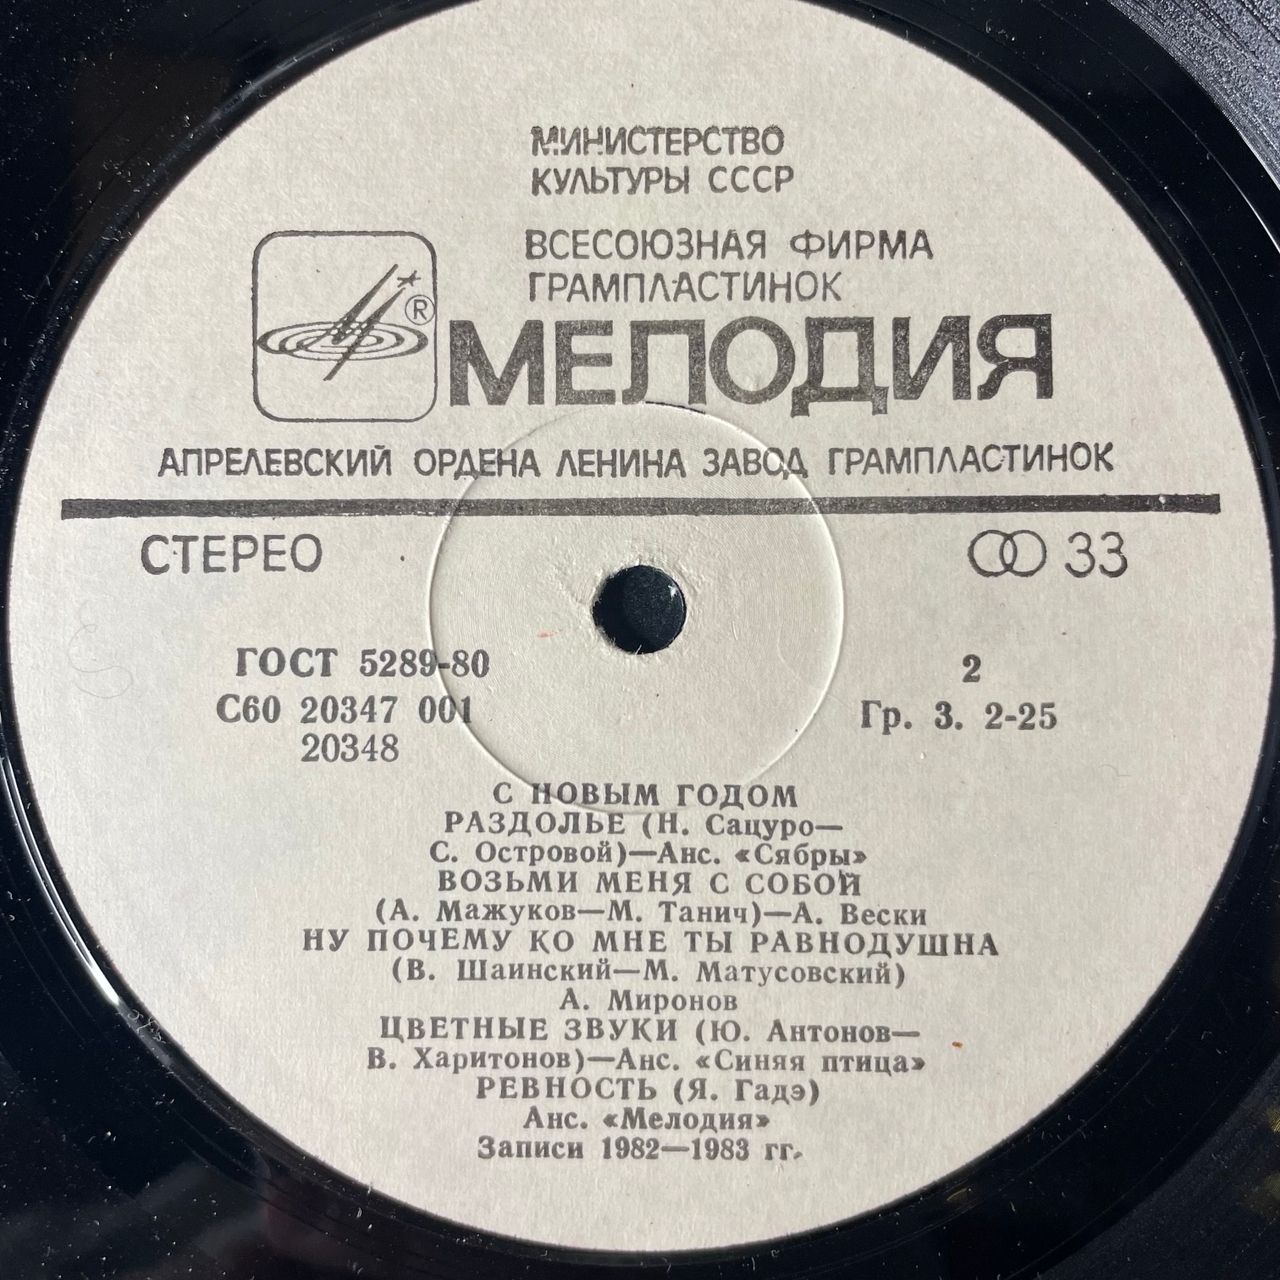 МИНИСТЕРСТВО
КУЛЬТУРЫ СССР
ВСЕСОЮЗНАЯ ФИРМА
ГРАМПЛАСТИНОК
® МЕЛОДИЯ
АПРЕЛЕВСКИЙ ОРДЕНА ЛЕНИНА ЗАВОД ГРАМПЛАСТИНОК
СТЕРЕО 33
ГОСТ 5289-80 2
С60 20347 001 Гр. 3. 2-25
20348
С НОВЫМ ГОДОМ
РАЗДОЛЬЕ (Н. Сацуро—
С. Островой)—Анс. «Сябры»
ВОЗЬМИ МЕНЯ С СОБОЙ
(А. Мажуков—М. Танич)—А. Вески
НУ ПОЧЕМУ КО МНЕ ТЫ РАВНОДУШНА
(В. Шаинский—М. Матусовский)
А. Миронов
ЦВЕТНЫЕ ЗВУКИ (Ю. Антонов—
В. Харитонов)—Анс. «Синяя птица»
РЕВНОСТЬ (Я. Гадэ)
Анс. «Мелодия»
Записи 1982—1983 гг.